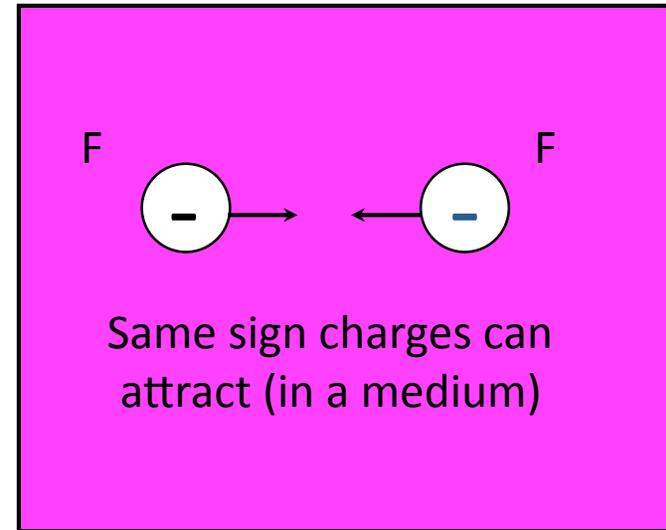 F F
- -
Same sign charges can
attract (in a medium)